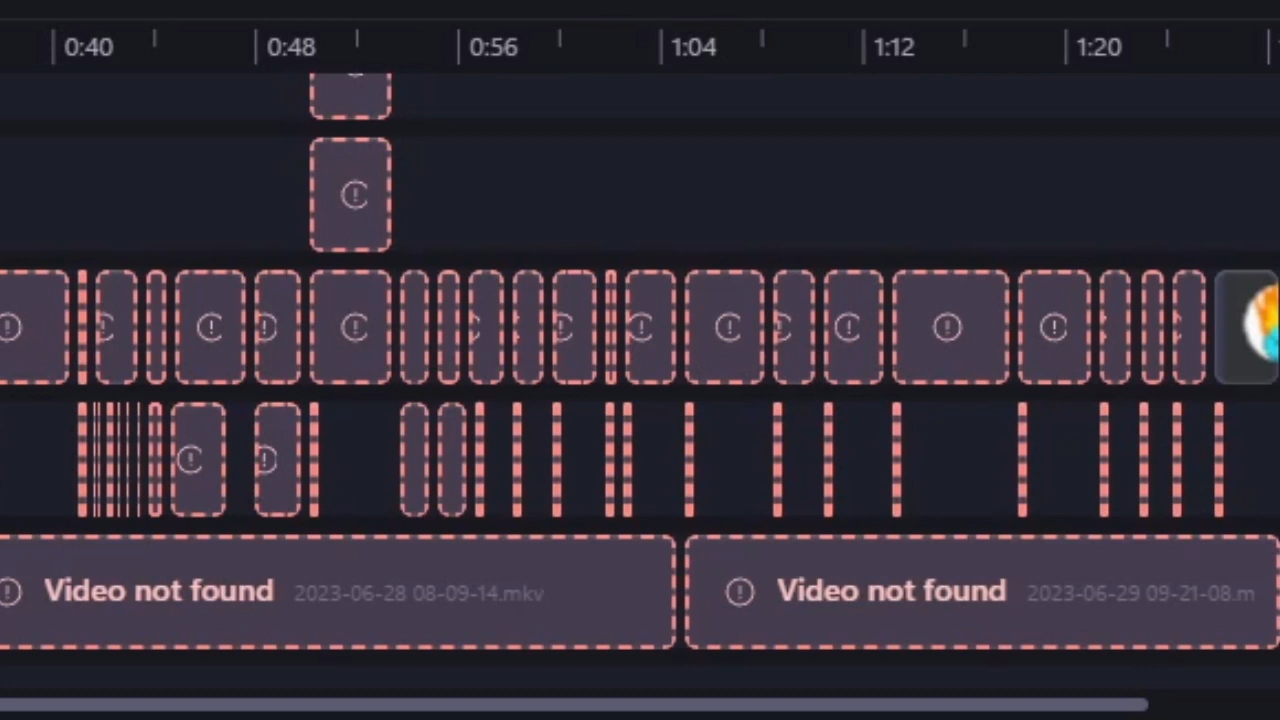 0:40 0:48 0:56 1:04 1:12 1:20
Video not found 2023-06-28 08-09-14.mkv Video not found 2023-06-29 09-21-08.m